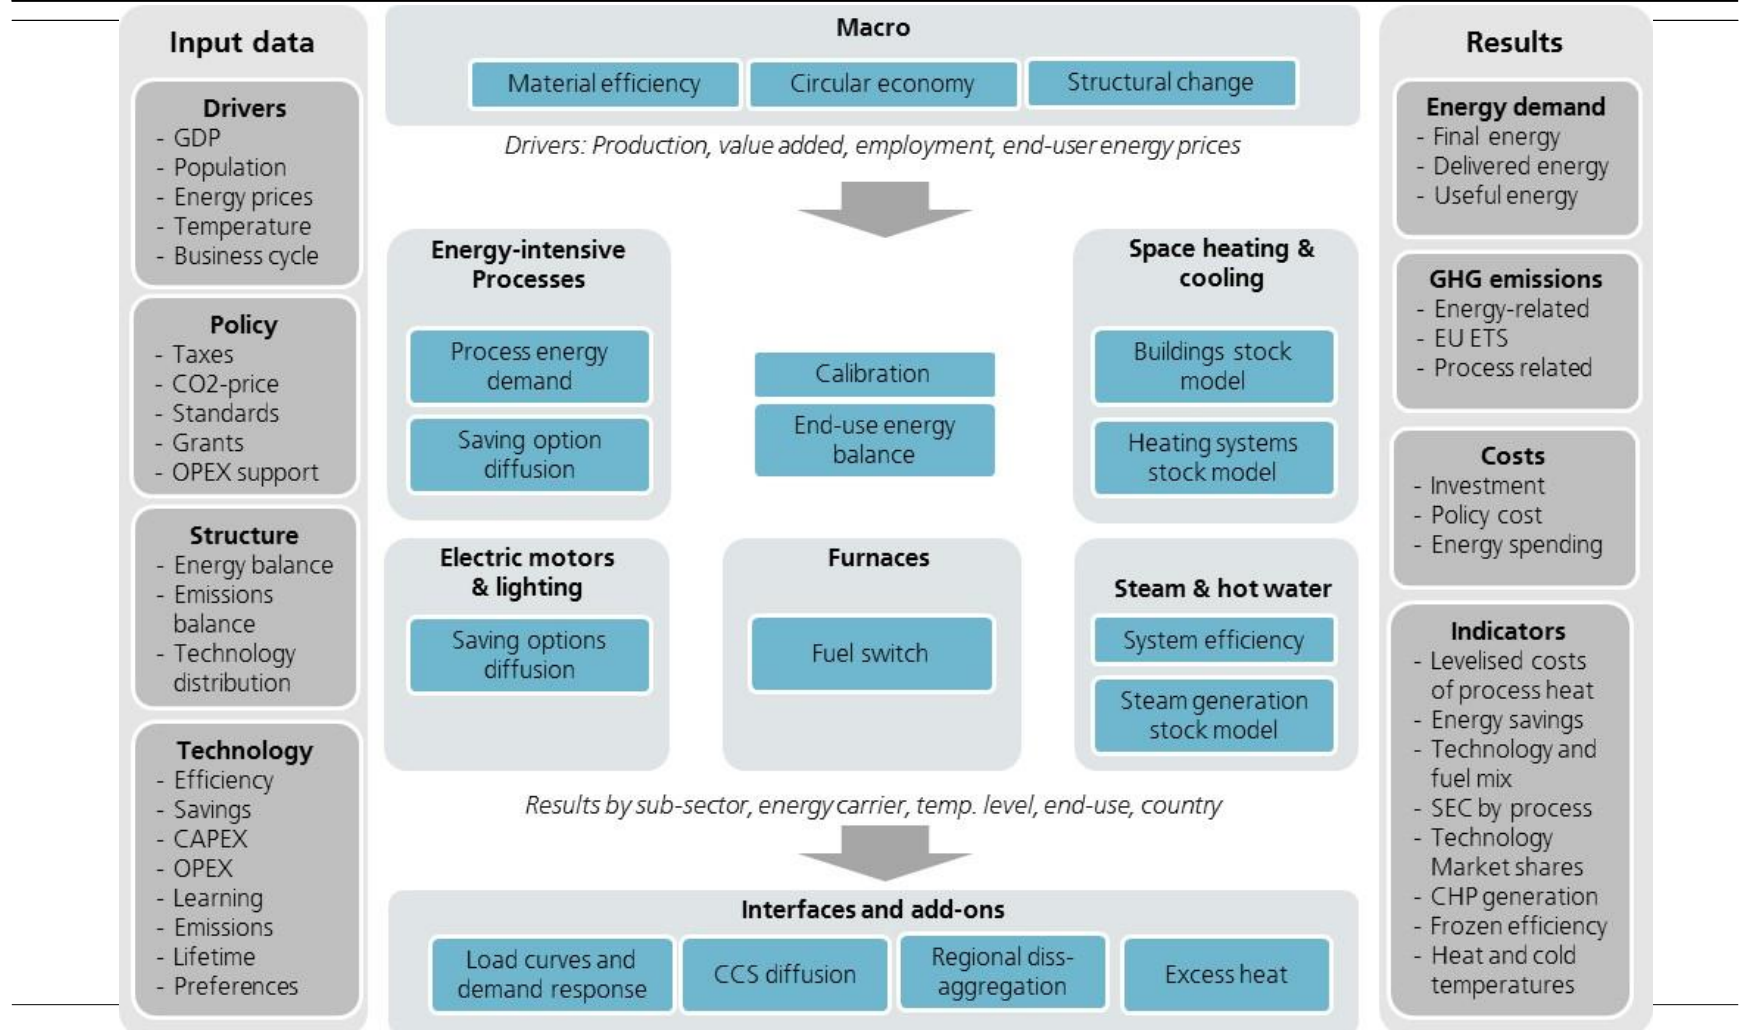 Input data
Drivers
- GDP
- Population
- Energy prices
- Temperature
- Business cycle
Policy
- Taxes
- CO2-price
- Standards
- Grants
- OPEX support
Structure
- Energy balance
- Emissions
balance
- Technology
distribution
Technology
- Efficiency
- Savings
- CAPEX
- OPEX
- Learning
- Emissions
- Lifetime
- Preferences
Macro
Material efficiency
Circular economy
Structural change
Drivers: Production, value added, employment, end-user energy prices
Energy-intensive
Processes
Process energy
demand
Saving option
diffusion
Calibration
End-use energy
balance
Space heating &
cooling
Buildings stock
model
Heating systems
stock model
Electric motors
& lighting
Saving options
diffusion
Furnaces
Fuel switch
Steam & hot water
System efficiency
Steam generation
stock model
Results by sub-sector, energy carrier, temp. level, end-use, country
Interfaces and add-ons
Load curves and
demand response
CCS diffusion
Regional diss-
aggregation
Excess heat
Results
Energy demand
- Final energy
- Delivered energy
- Useful energy
GHG emissions
- Energy-related
- EU ETS
- Process related
Costs
- Investment
- Policy cost
- Energy spending
Indicators
- Levelised costs
of process heat
- Energy savings
- Technology and
fuel mix
- SEC by process
- Technology
Market shares
- CHP generation
- Frozen efficiency
- Heat and cold
temperatures